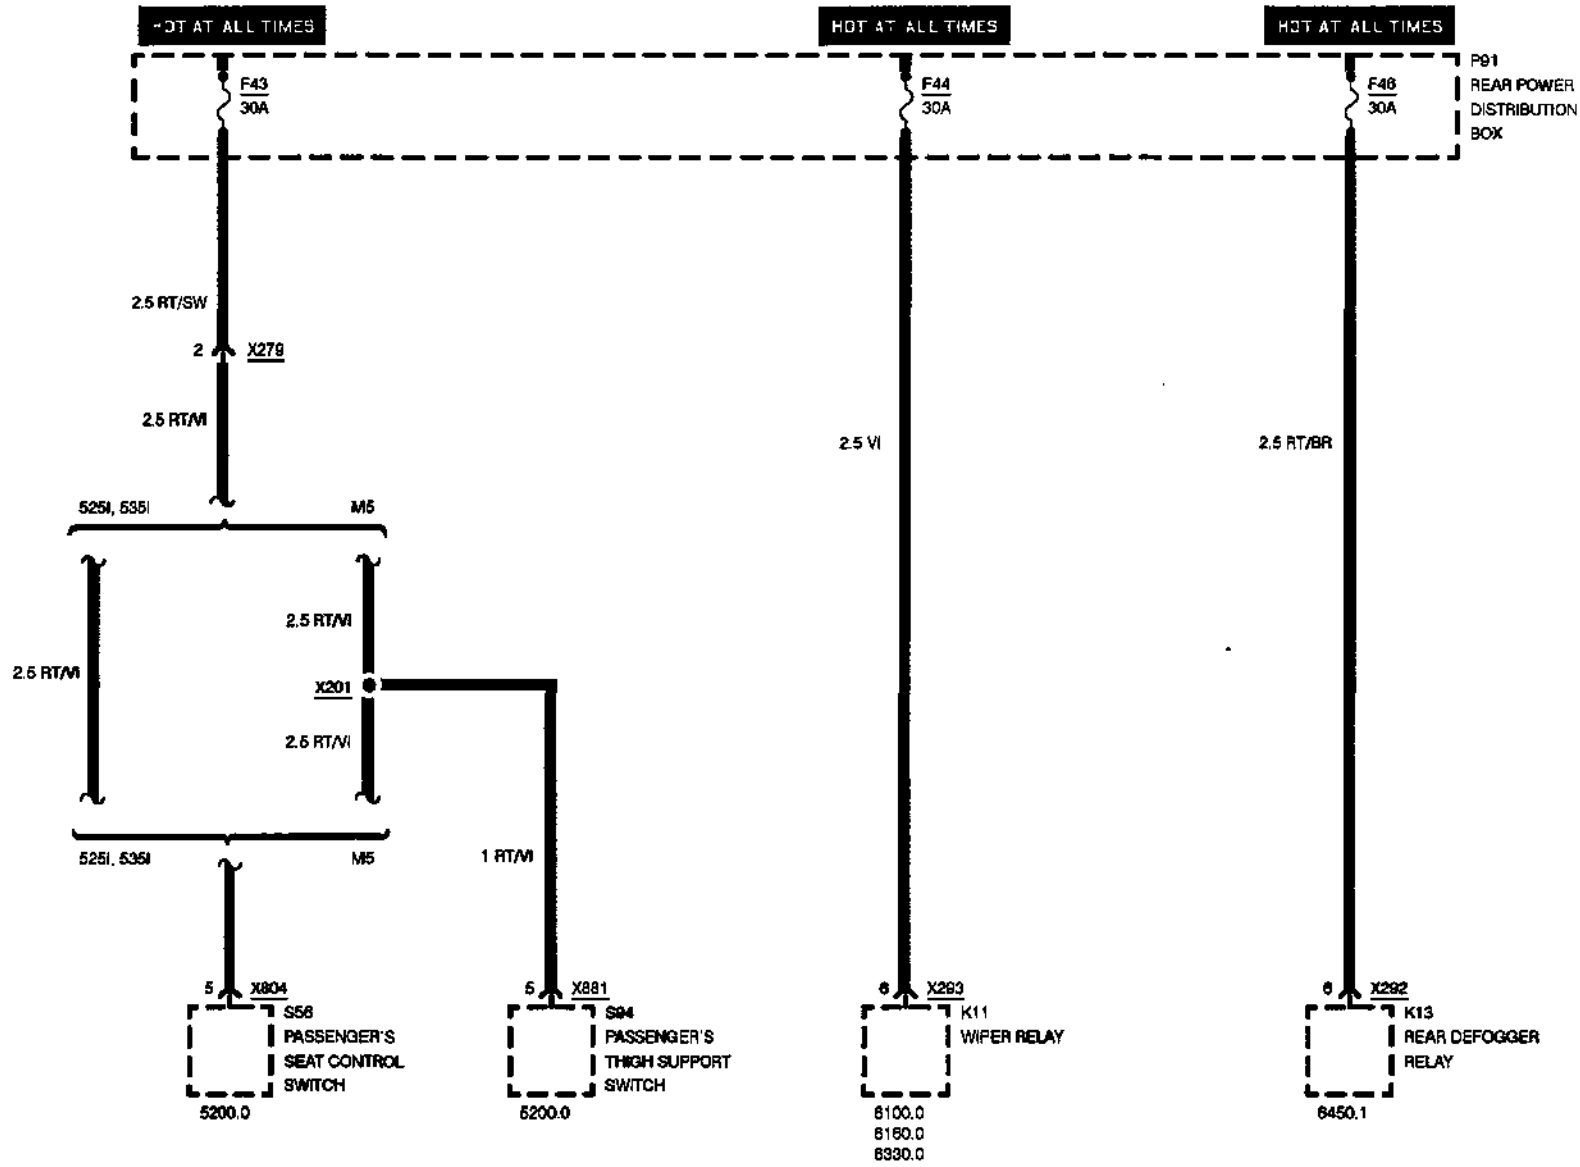 HOT AT ALL TIMES
HOT AT ALL TIMES
HOT AT ALL TIMES
F43
30A
F44
30A
F46
30A
P91
REAR POWER
DISTRIBUTION
BOX
2.5 RT/SW
2
X279
2.5 RT/VI
2.5 VI
2.5 RT/BR
525I, 535I
M5
2.5 RT/VI
2.5 RT/VI
X201
2.5 RT/VI
525I, 535I
M5
1 RT/VI
5
X804
5
X881
6
X293
6
X292
S56
PASSENGER'S
SEAT CONTROL
SWITCH
S94
PASSENGER'S
THIGH SUPPORT
SWITCH
K11
WIPER RELAY
K13
REAR DEFOGGER
RELAY
5200.0
5200.0
6100.0
6160.0
6330.0
6450.1